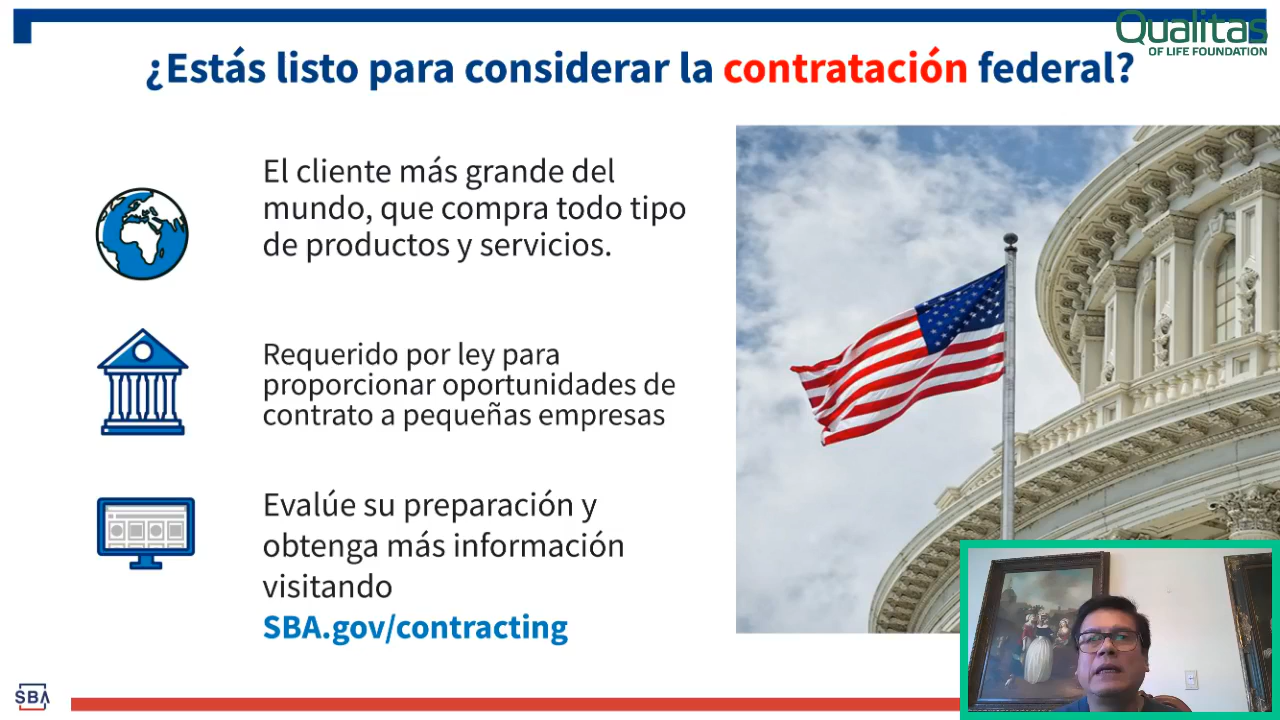 Qualitas
OF LIFE FOUNDATION
¿Estás listo para considerar la contratación federal?
El cliente más grande del
mundo, que compra todo tipo
de productos y servicios.
Requerido por ley para
proporcionar oportunidades de
contrato a pequeñas empresas
Evalúe su preparación y
obtenga más información
visitando
SBA.gov/contracting
SBA